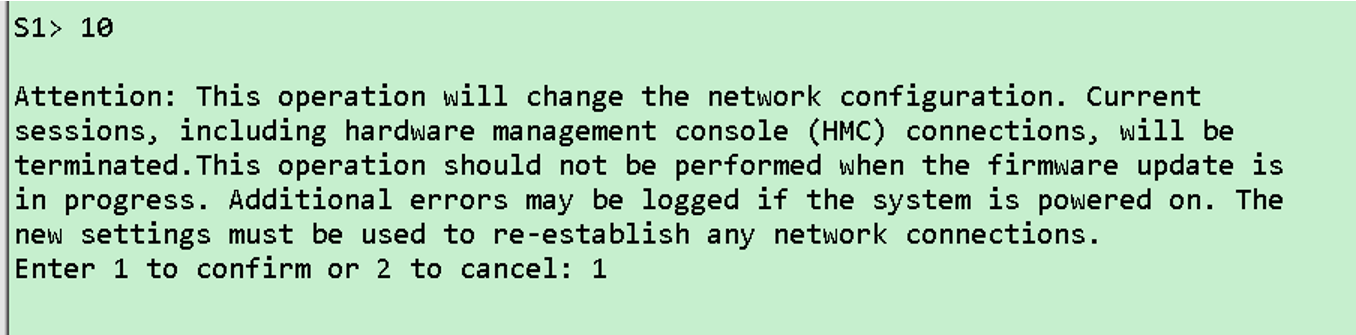 S1> 10
Attention: This operation will change the network configuration. Current
sessions, including hardware management console (HMC) connections, will be
terminated.This operation should not be performed when the firmware update is
in progress. Additional errors may be logged if the system is powered on. The
new settings must be used to re-establish any network connections.
Enter 1 to confirm or 2 to cancel: 1